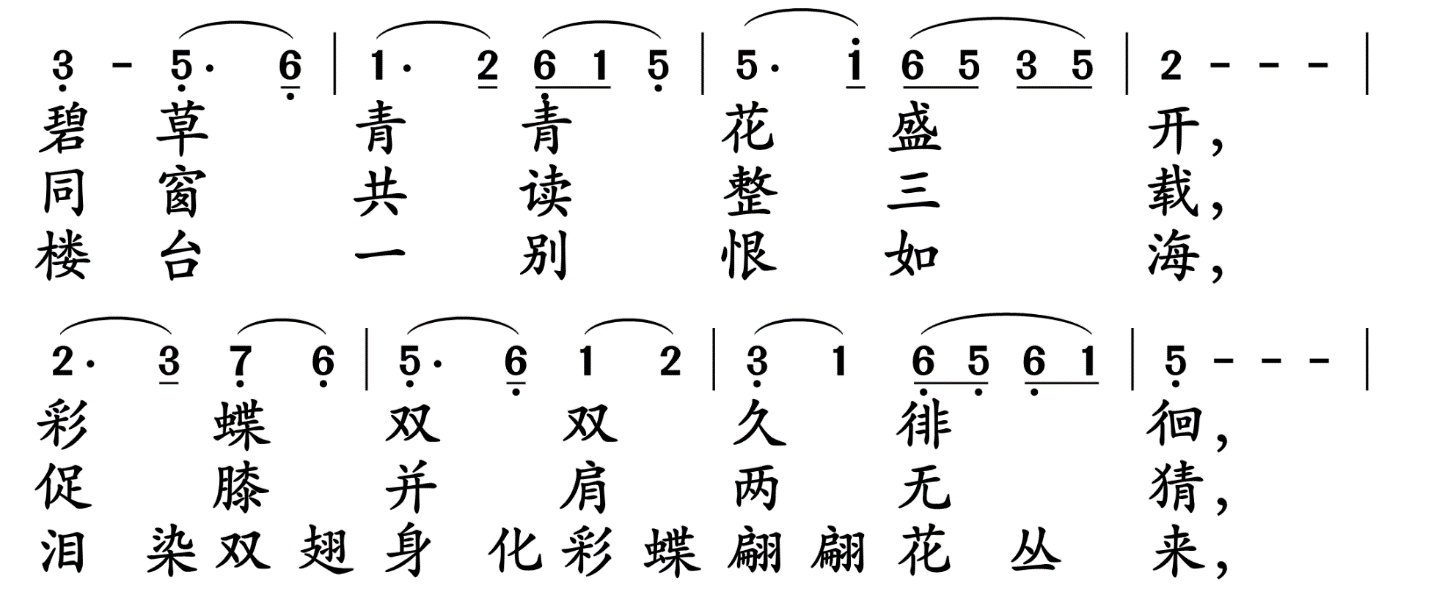 3 - 5. 6 | 1. 2 6 1 5 | 5. 1 6 5 3 5 | 2 - - - |
碧 草 青 青 花 盛 开，
同 窗 共 读 整 三 载，
楼 台 一 别 恨 如 海，
2. 3 7 6 | 5. 6 1 2 | 3 1 6 5 6 1 | 5 - - - |
彩 蝶 双 双 久 徘 徊，
促 膝 并 肩 两 无 猜，
泪 染 双 翅 身 化 彩 蝶 翩 翩 花 丛 来，